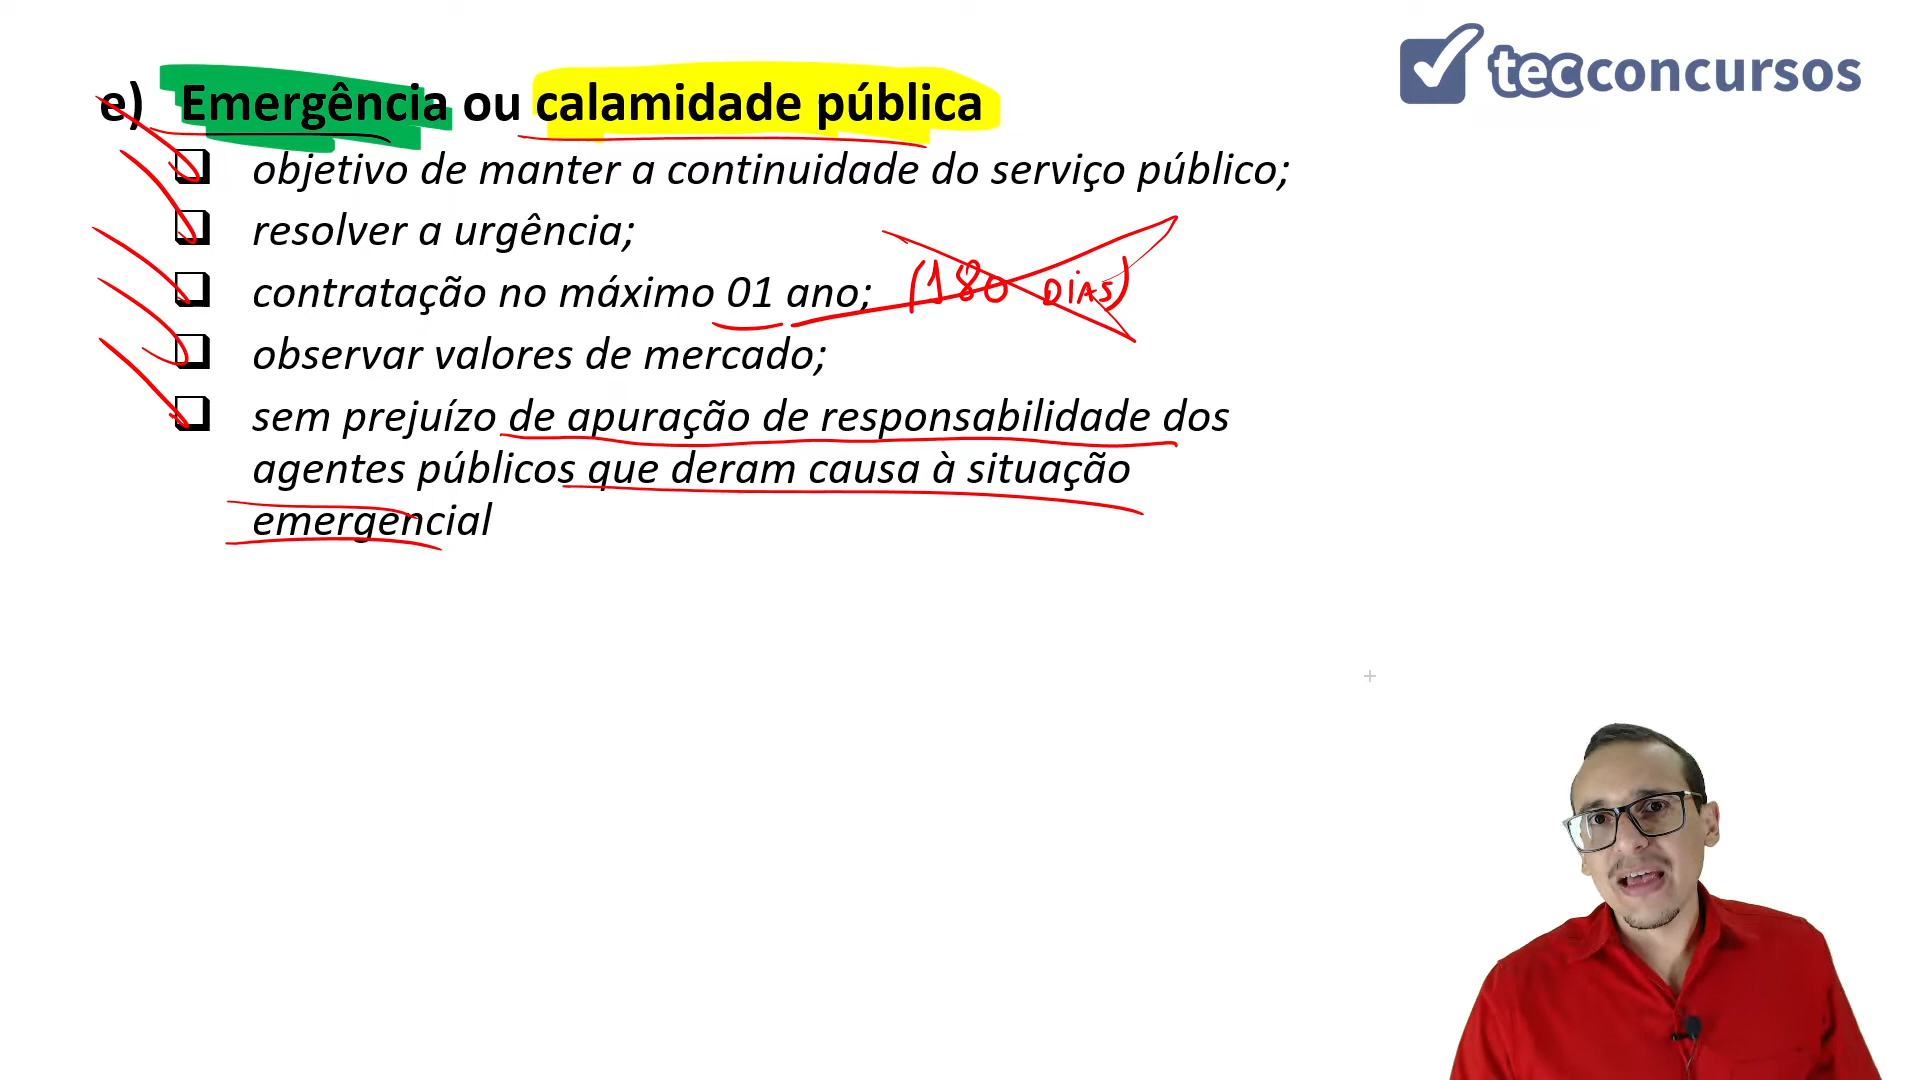 tecconcursos
e) Emergência ou calamidade pública
objetivo de manter a continuidade do serviço público;
resolver a urgência;
contratação no máximo 01 ano; (180 DIAS)
observar valores de mercado;
sem prejuízo de apuração de responsabilidade dos
agentes públicos que deram causa à situação
emergencial